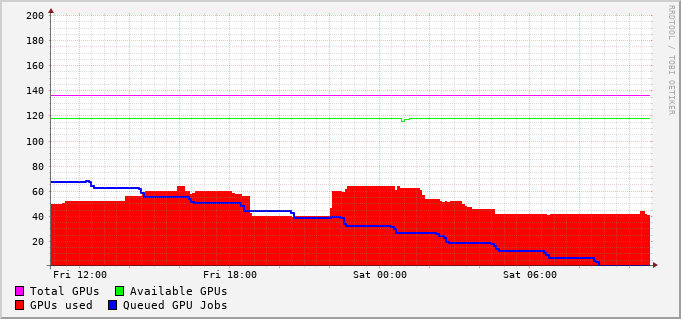 200
180
160
140
120
100
80
60
40
20
Fri 12:00 Fri 18:00 Sat 00:00 Sat 06:00
Total GPUs Available GPUs
GPUs used Queued GPU Jobs
RRDTOOL / TOBI OETIKER